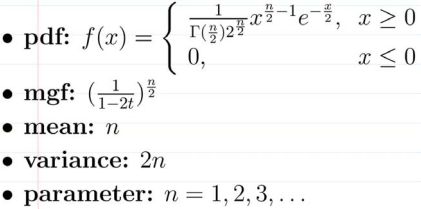 • pdf: f(x) = { 1/(Γ(n/2)2^(n/2)) x^(n/2 −1) e^(−x/2), x ≥ 0
0, x ≤ 0
• mgf: (1/(1−2t))^(n/2)
• mean: n
• variance: 2n
• parameter: n = 1, 2, 3, . . .